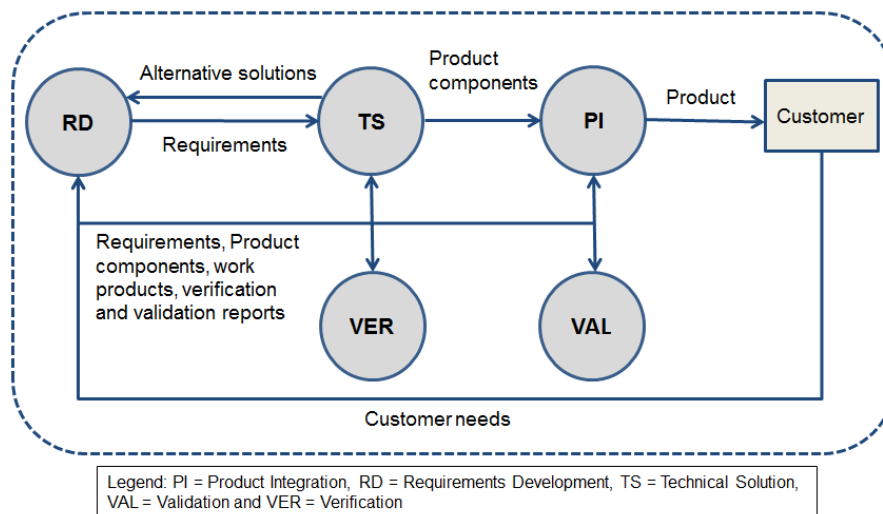 Alternative solutions
Product
components
Product
RD
TS
PI
Customer
Requirements
Requirements, Product
components, work
products, verification
and validation reports
VER
VAL
Customer needs
Legend: PI = Product Integration, RD = Requirements Development, TS = Technical Solution,
VAL = Validation and VER = Verification